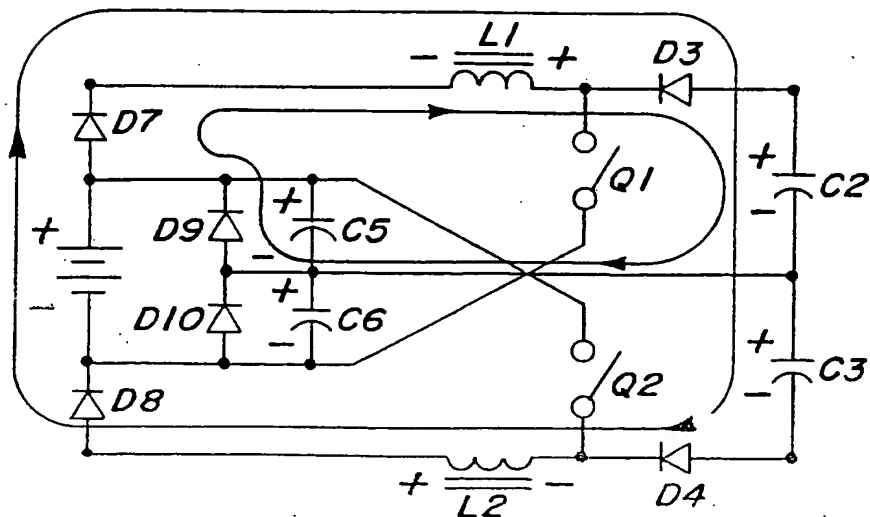 - L1 +
D3
D7
+
Q1
+
-
C2
D9
+
C5
-
+
-
D10
+
C6
-
Q2
+
-
C3
D8
+ L2 -
D4